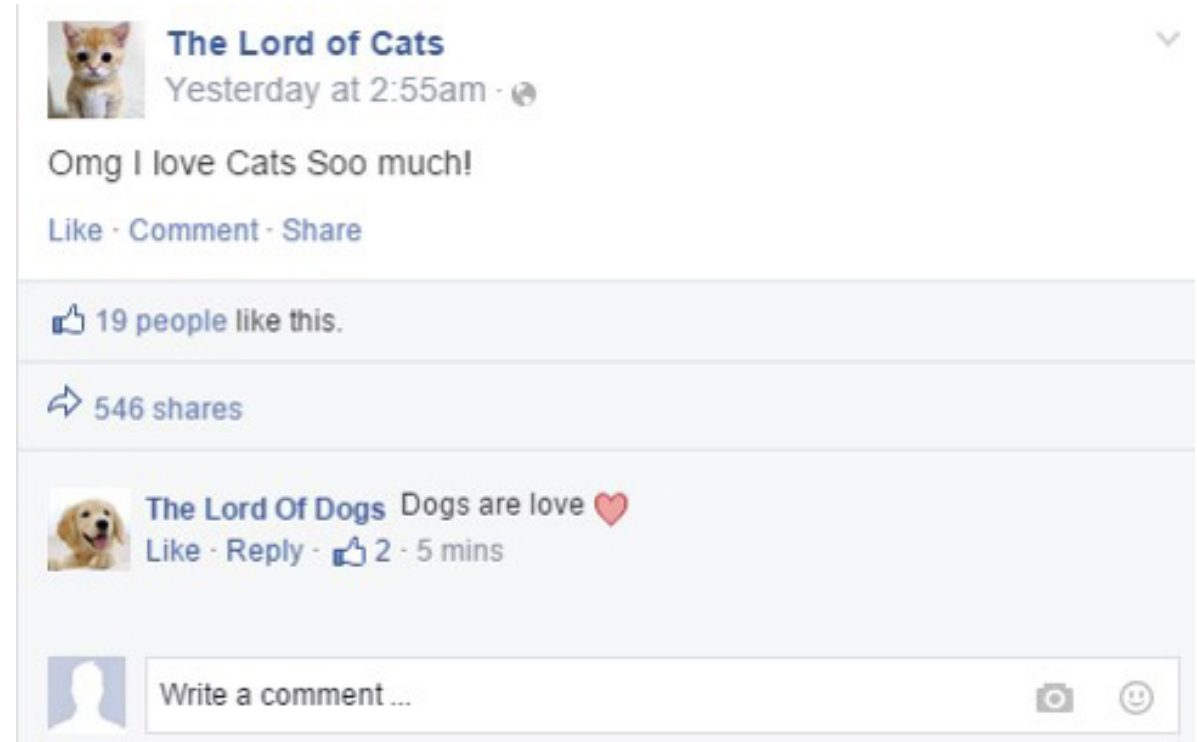 The Lord of Cats
Yesterday at 2:55am ·
Omg I love Cats Soo much!
Like · Comment · Share
19 people like this.
546 shares
The Lord Of Dogs Dogs are love
Like · Reply · 2 · 5 mins
Write a comment ...